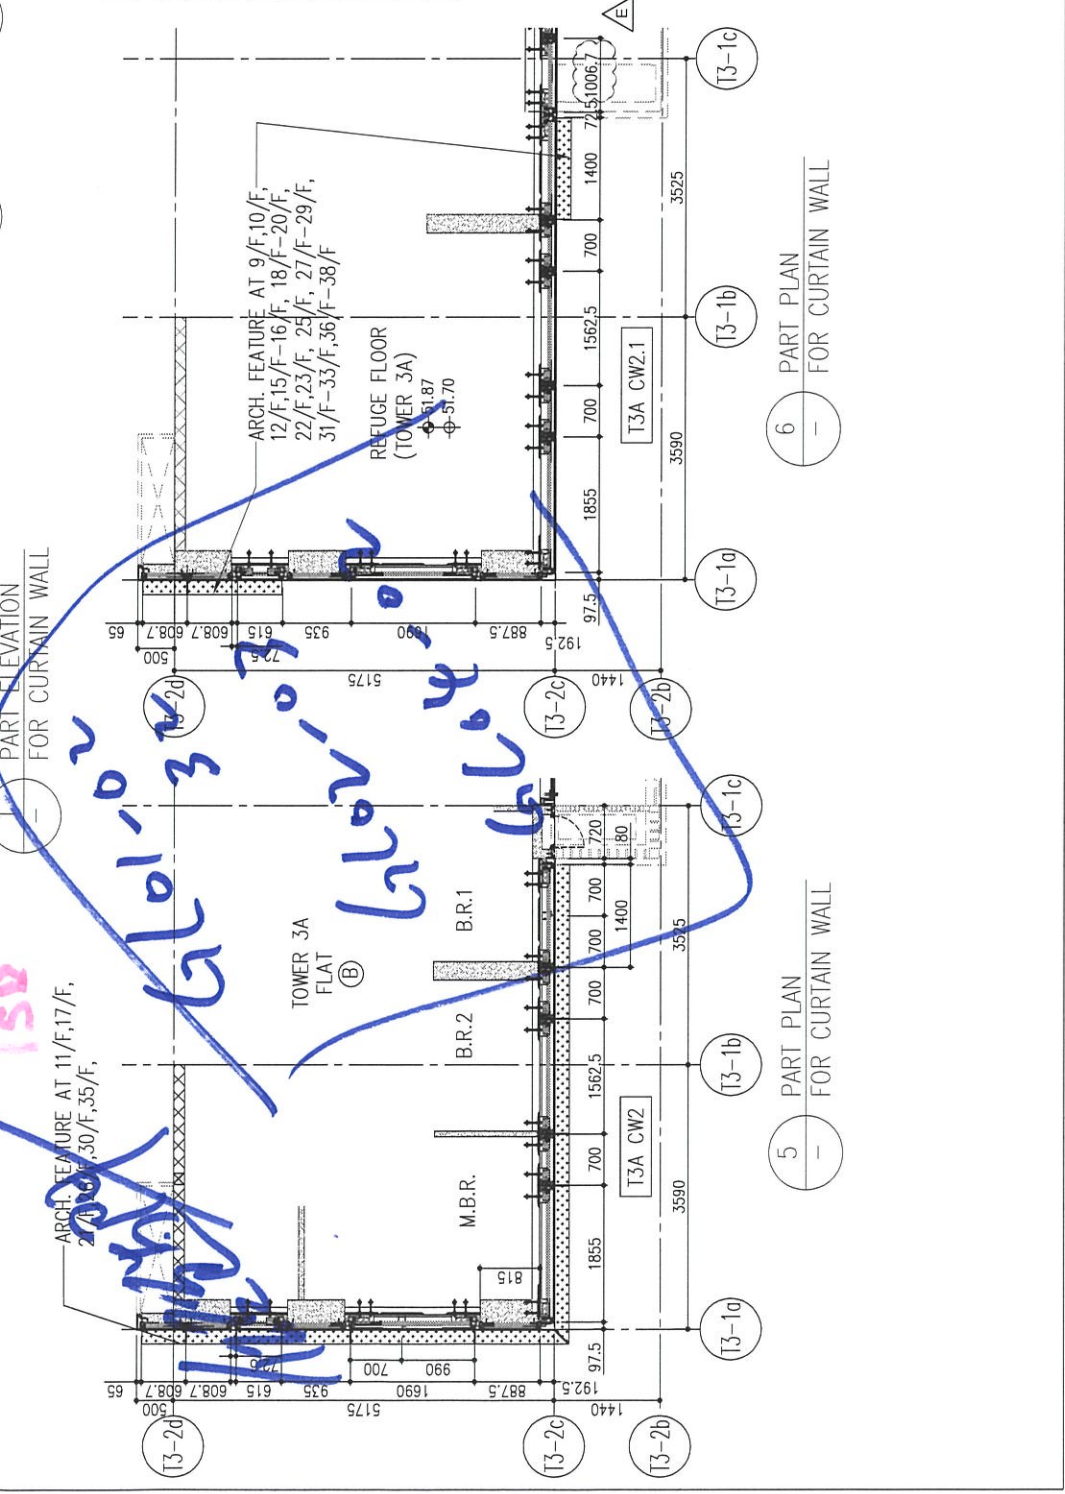 PART ELEVATION
FOR CURTAIN WALL
ARCH. FEATURE AT 11/F,17/F,
TOWER 3A
FLAT
B
M.B.R.
B.R.2
B.R.1
815
700
990
65
608.7
608.7
615
935
1690
887.5
192.5
500
5175
1440
T3-2d
T3-2c
T3-2b
97.5
1855
700
1562.5
700
700
700
720
1400
80
3590
3525
T3A CW2
T3-1a
T3-1b
T3-1c
5
–
PART PLAN
FOR CURTAIN WALL
ARCH. FEATURE AT 9/F,10/F,
12/F,15/F-16/F, 18/F-20/F,
22/F,23/F, 25/F, 27/F-29/F,
31/F-33/F,36/F-38/F
REFUGE FLOOR
(TOWER 3A)
51.87
51.70
65
608.7
608.7
72.5
615
935
1690
887.5
192.5
500
5175
1440
T3-2d
T3-2c
T3-2b
97.5
1855
700
1562.5
700
1400
72.5
1006.7
3590
3525
T3A CW2.1
T3-1a
T3-1b
T3-1c
E
6
–
PART PLAN
FOR CURTAIN WALL